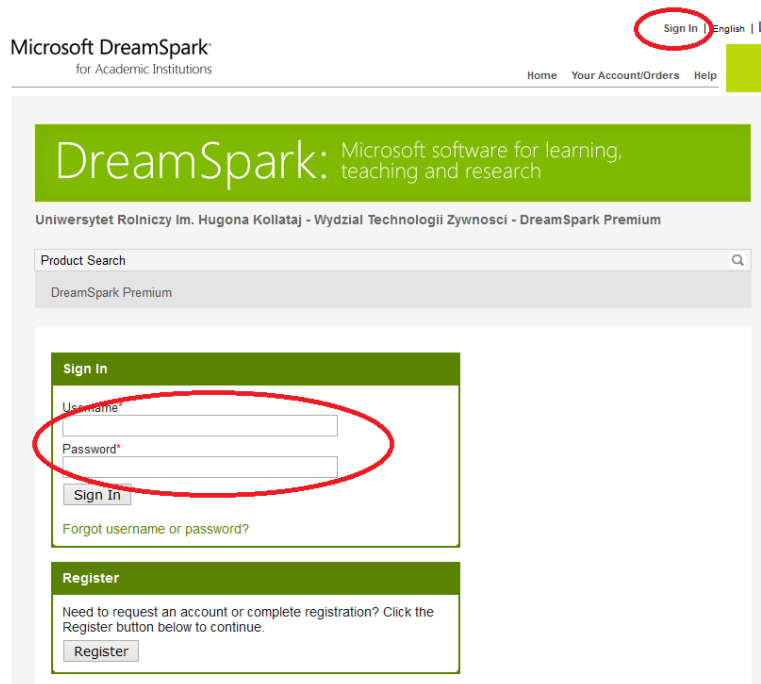 Sign In | English |
Microsoft DreamSpark
for Academic Institutions
Home Your Account/Orders Help
DreamSpark: Microsoft software for learning,
teaching and research
Uniwersytet Rolniczy Im. Hugona Kollataj - Wydzial Technologii Zywnosci - DreamSpark Premium
Product Search
DreamSpark Premium
Sign In
Username*
Password*
Sign In
Forgot username or password?
Register
Need to request an account or complete registration? Click the
Register button below to continue.
Register